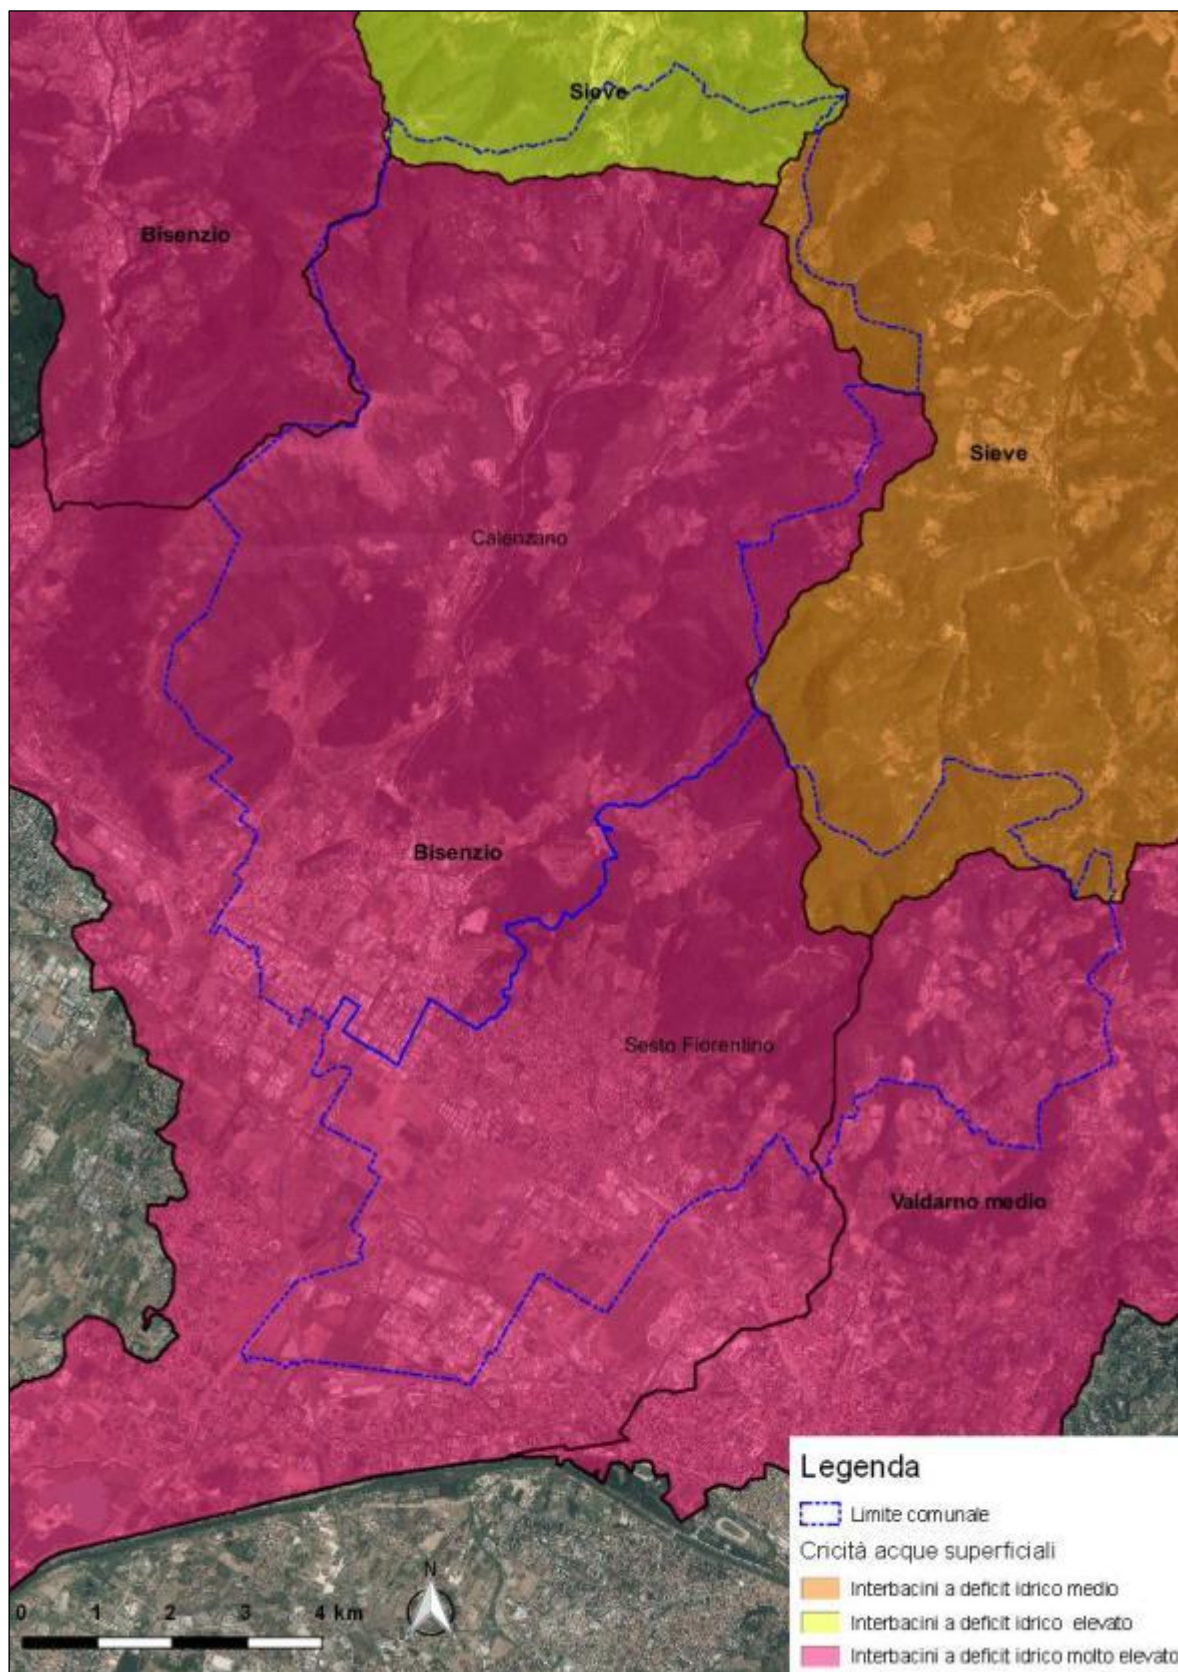 Sieve
Bisenzio
Sieve
Calenzano
Bisenzio
Sesto Fiorentino
Valdarno medio
Legenda
Limite comunale
Cricità acque superficiali
Interbacini a deficit idrico medio
Interbacini a deficit idrico elevato
Interbacini a deficit idrico molto elevato
N
0 1 2 3 4 km